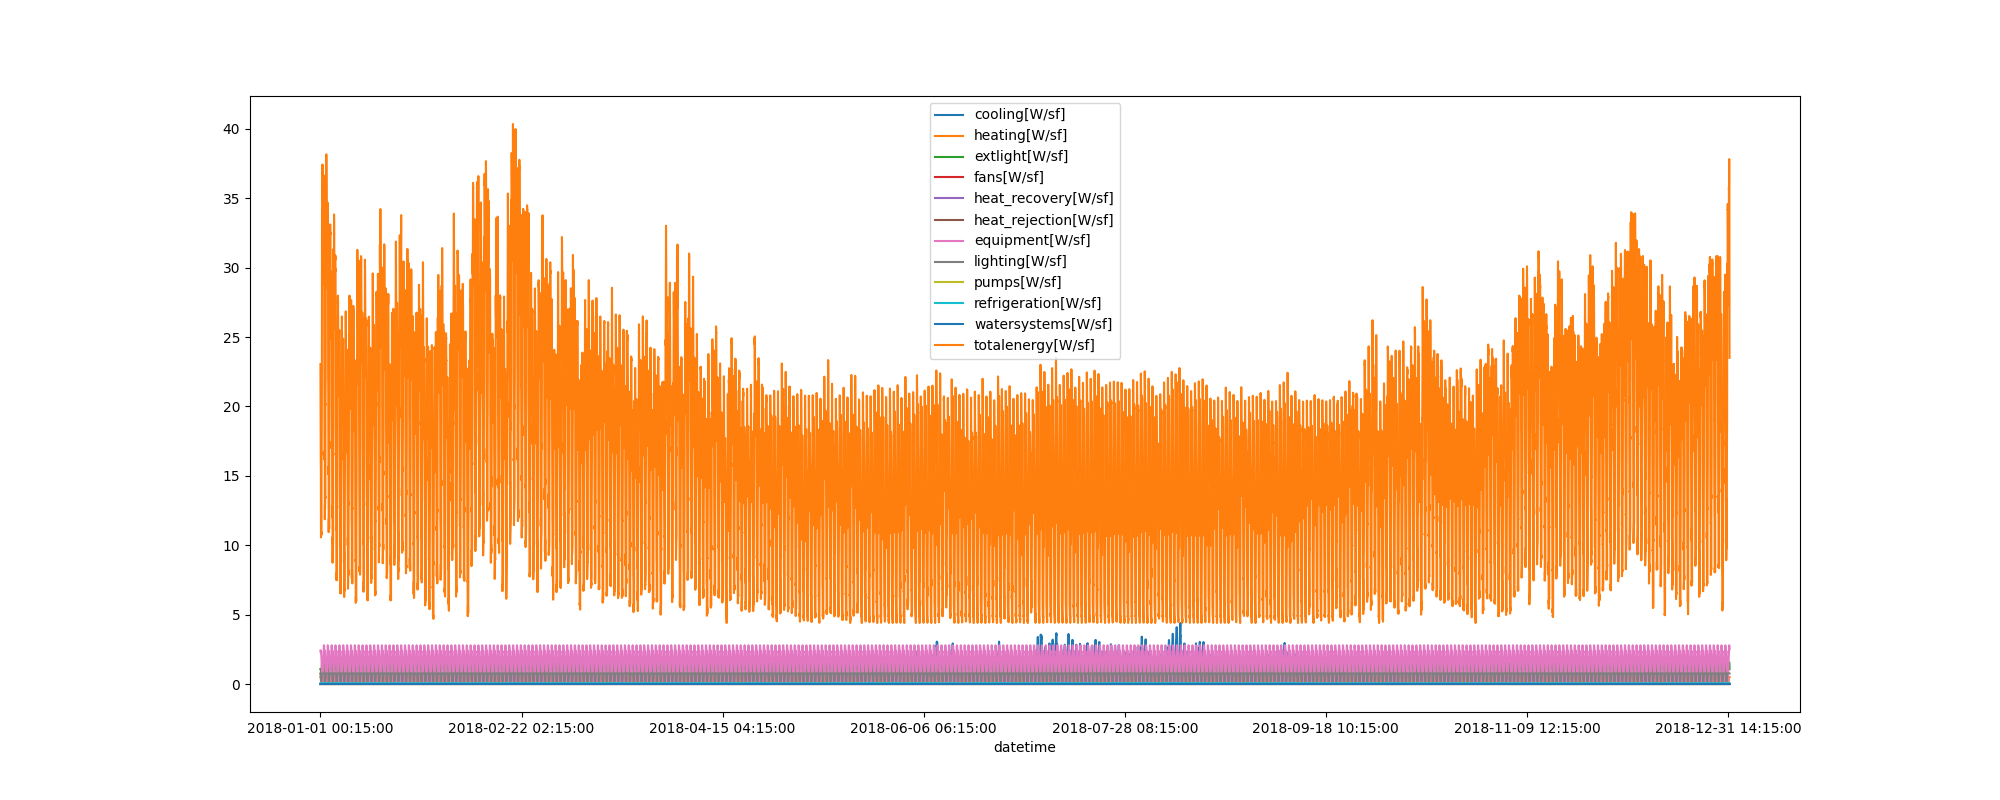 40
35
30
25
20
15
10
5
0
cooling[W/sf]
heating[W/sf]
extlight[W/sf]
fans[W/sf]
heat_recovery[W/sf]
heat_rejection[W/sf]
equipment[W/sf]
lighting[W/sf]
pumps[W/sf]
refrigeration[W/sf]
watersystems[W/sf]
totalenergy[W/sf]
2018-01-01 00:15:00 2018-02-22 02:15:00 2018-04-15 04:15:00 2018-06-06 06:15:00 2018-07-28 08:15:00 2018-09-18 10:15:00 2018-11-09 12:15:00 2018-12-31 14:15:00
datetime